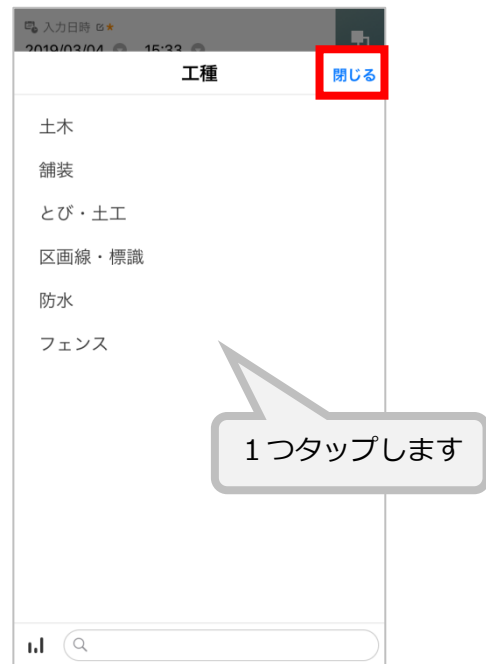 入力日時
2019/03/04 15:33
工種
閉じる
土木
舗装
とび・土工
区画線・標識
防水
フェンス
１つタップします